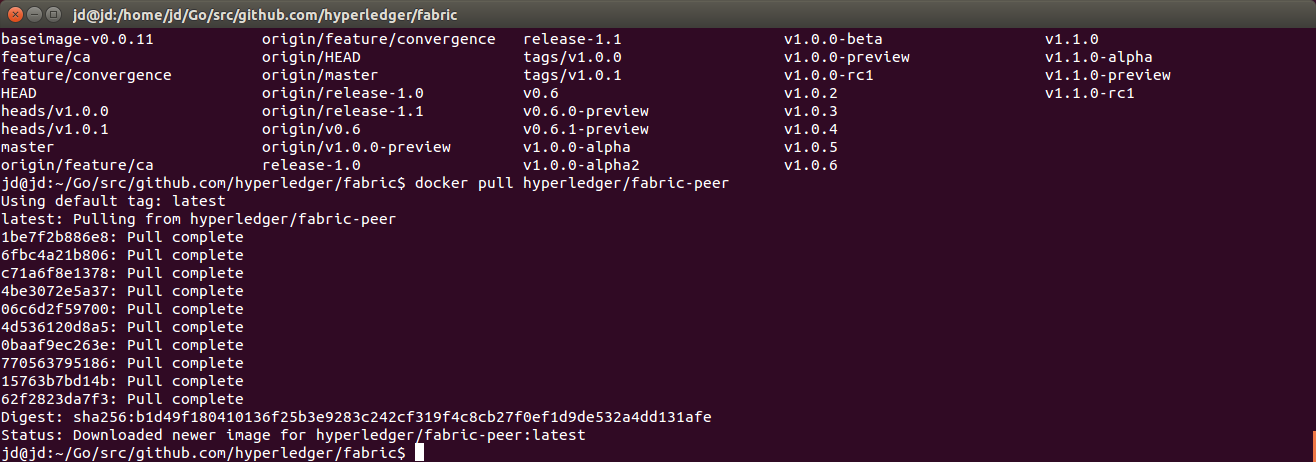 jd@jd:/home/jd/Go/src/github.com/hyperledger/fabric
baseimage-v0.0.11 origin/feature/convergence release-1.1 v1.0.0-beta v1.1.0
feature/ca origin/HEAD tags/v1.0.0 v1.0.0-preview v1.1.0-alpha
feature/convergence origin/master tags/v1.0.1 v1.0.0-rc1 v1.1.0-preview
HEAD origin/release-1.0 v0.6 v1.0.2 v1.1.0-rc1
heads/v1.0.0 origin/release-1.1 v0.6.0-preview v1.0.3
heads/v1.0.1 origin/v0.6 v0.6.1-preview v1.0.4
master origin/v1.0.0-preview v1.0.0-alpha v1.0.5
origin/feature/ca release-1.0 v1.0.0-alpha2 v1.0.6
jd@jd:~/Go/src/github.com/hyperledger/fabric$ docker pull hyperledger/fabric-peer
Using default tag: latest
latest: Pulling from hyperledger/fabric-peer
1be7f2b886e8: Pull complete
6fbc4a21b806: Pull complete
c71a6f8e1378: Pull complete
4be3072e5a37: Pull complete
06c6d2f59700: Pull complete
4d536120d8a5: Pull complete
0baaf9ec263e: Pull complete
770563795186: Pull complete
15763b7bd14b: Pull complete
62f2823da7f3: Pull complete
Digest: sha256:b1d49f180410136f25b3e9283c242cf319f4c8cb27f0ef1d9de532a4dd131afe
Status: Downloaded newer image for hyperledger/fabric-peer:latest
jd@jd:~/Go/src/github.com/hyperledger/fabric$